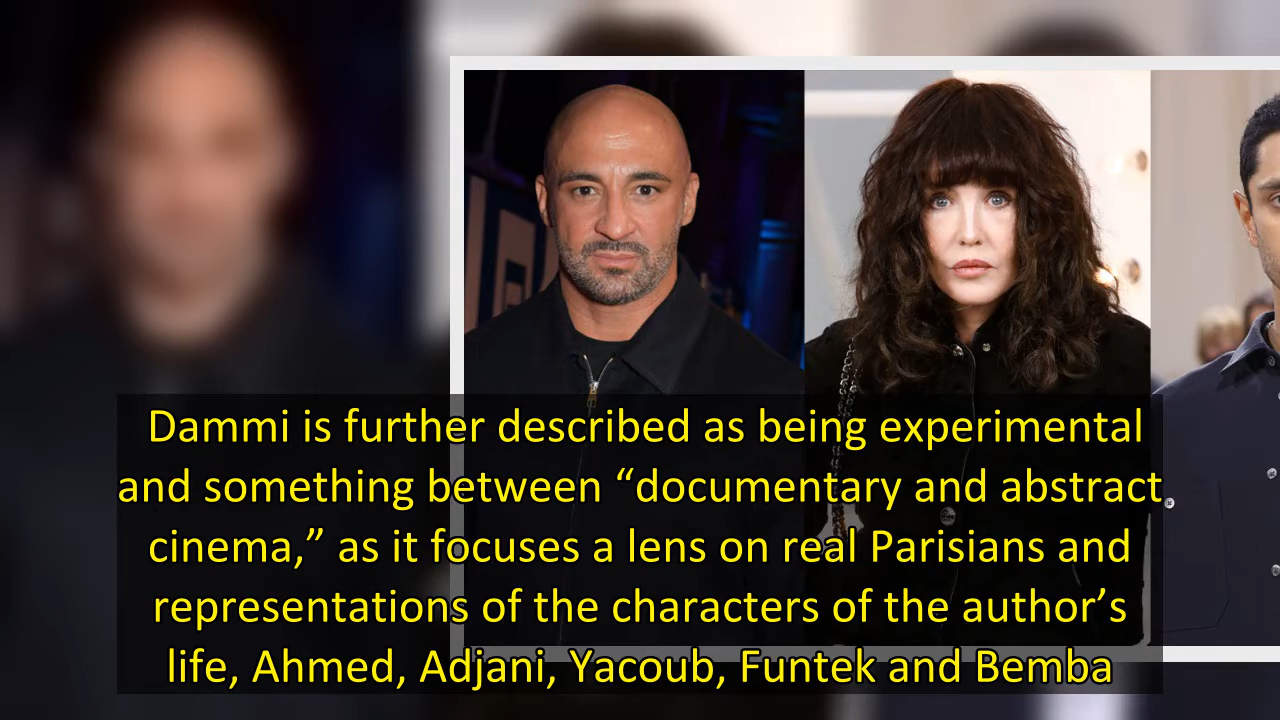 Dammi is further described as being experimental
and something between “documentary and abstract
cinema,” as it focuses a lens on real Parisians and
representations of the characters of the author’s
life, Ahmed, Adjani, Yacoub, Funtek and Bemba